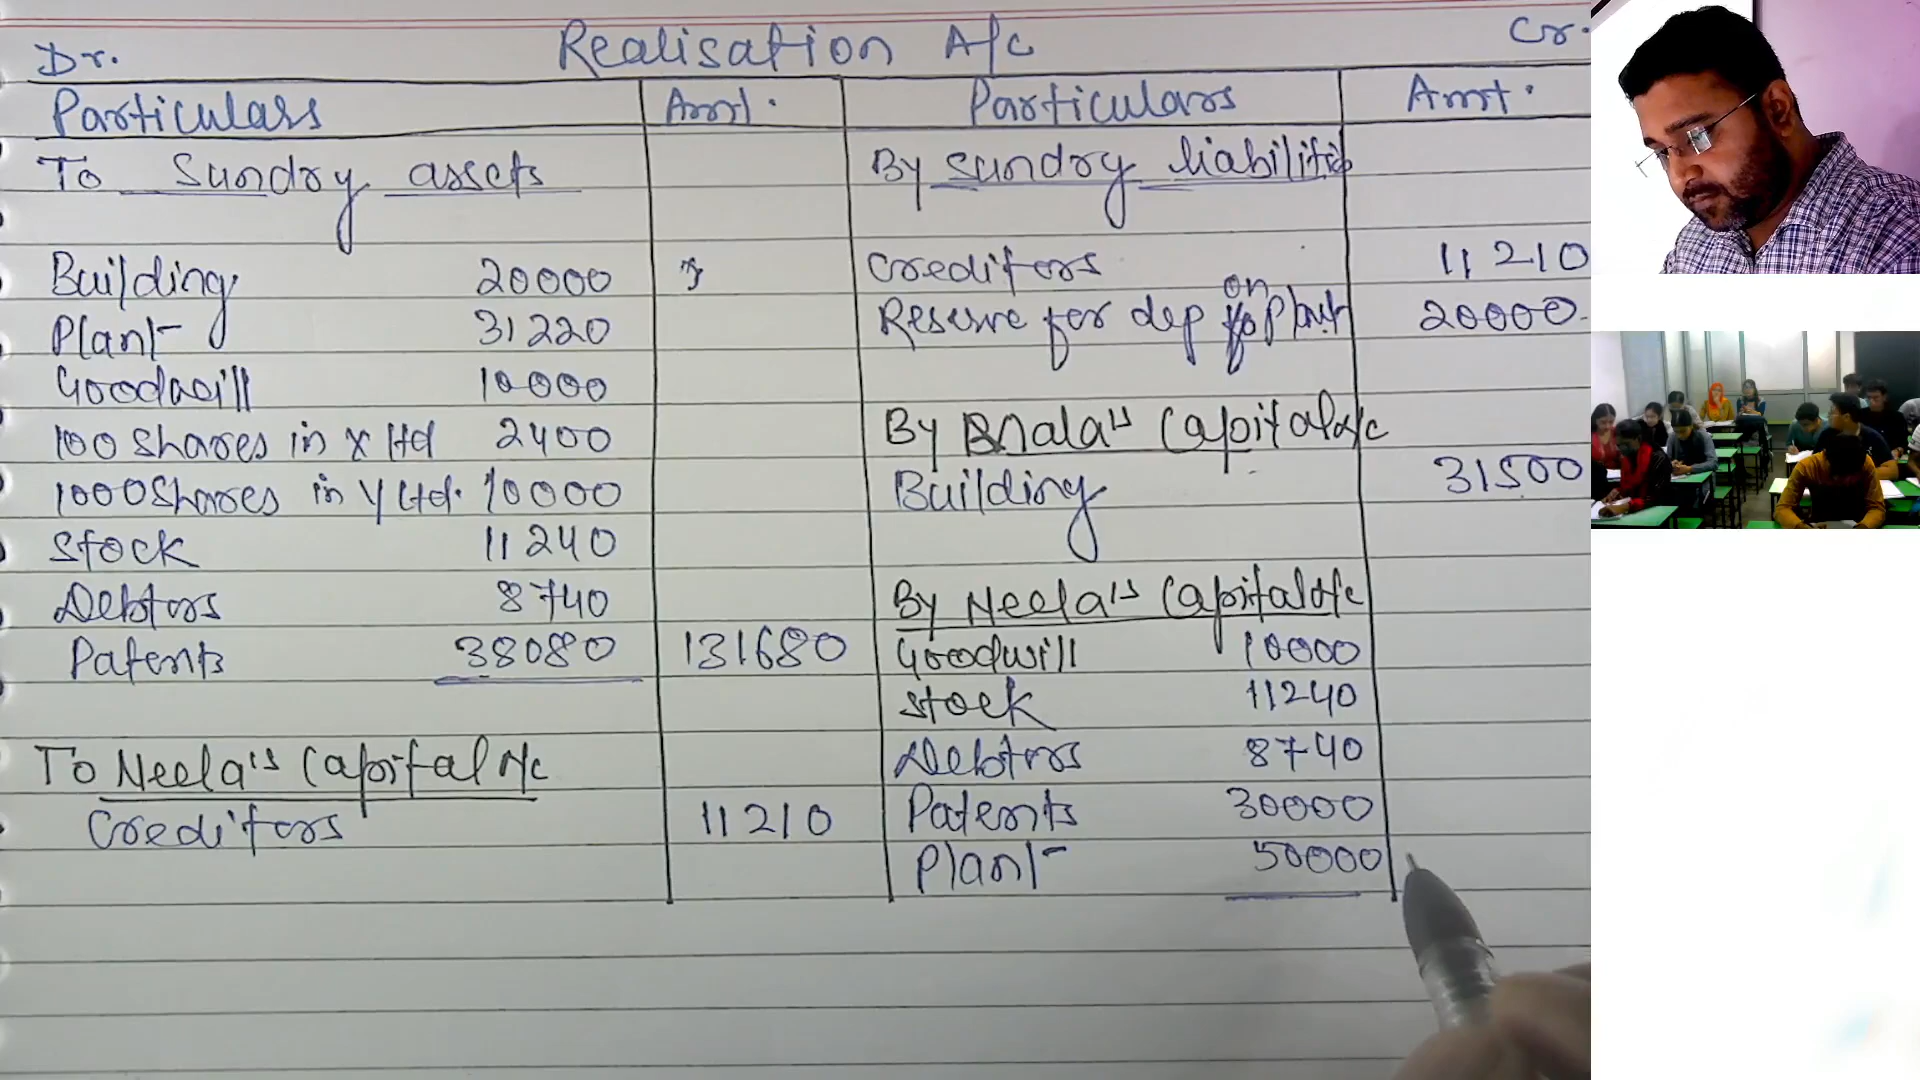 Dr. Realisation A/c Cr.
Particulars Amt. Particulars Amt.
To Sundry assets By Sundry liabilities
Building 20000 Creditors 11210
Plant 31220 Reserve for dep on Plant 20000
Goodwill 10000
100 Shares in X Ltd 2400 By Mala's Capital A/c
1000 Shares in Y Ltd. 10000 Building 31500
Stock 11240
Debtors 8740 By Neela's Capital A/c
Patents 38080 131680 Goodwill 10000
Stock 11240
To Neela's Capital A/c Debtors 8740
Creditors 11210 Patents 30000
Plant 50000